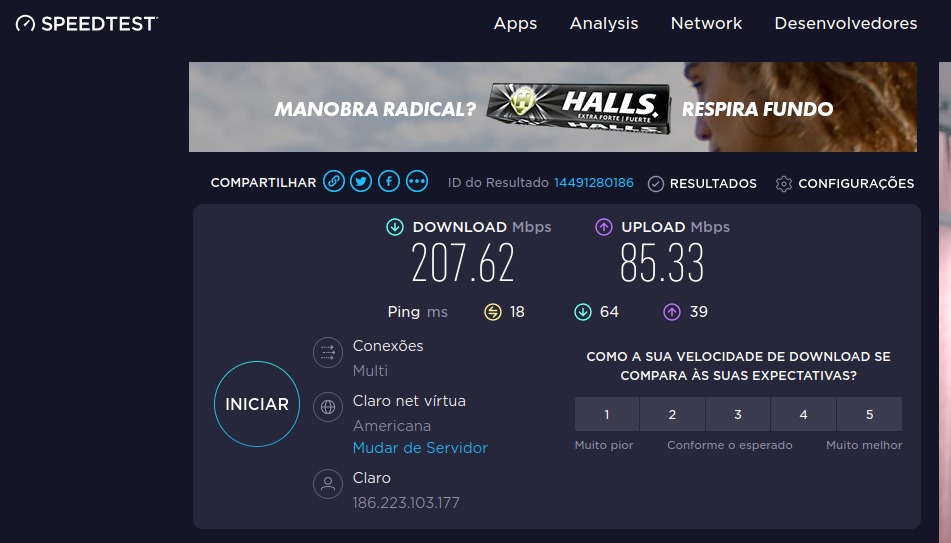 SPEEDTEST
Apps Analysis Network Desenvolvedores
MANOBRA RADICAL? HALLS. RESPIRA FUNDO
EXTRA FORTE | FUERTE
COMPARTILHAR ID do Resultado 14491280186 RESULTADOS CONFIGURAÇÕES
DOWNLOAD Mbps UPLOAD Mbps
207.62 85.33
Ping ms 18 64 39
INICIAR
Conexões
Multi
Claro net vírtua
Americana
Mudar de Servidor
Claro
186.223.103.177
COMO A SUA VELOCIDADE DE DOWNLOAD SE
COMPARA ÀS SUAS EXPECTATIVAS?
1 2 3 4 5
Muito pior Conforme o esperado Muito melhor